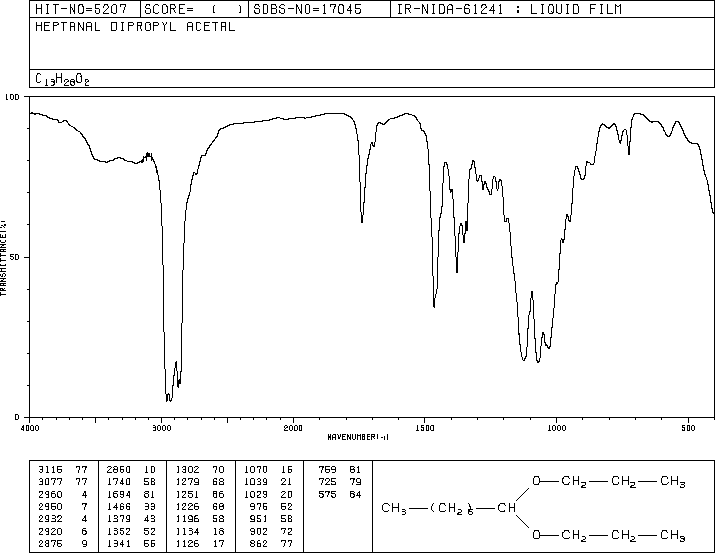 HIT-NO=5207 SCORE= ( ) SDBS-NO=17045 IR-NIDA-61241 : LIQUID FILM
HEPTANAL DIPROPYL ACETAL
C13H28O2
100
50
0
TRANSMITTANCE(%)
4000 3000 2000 1500 1000 500
WAVENUMBER(-1)
3115 77 2860 10 1302 70 1070 16 759 81
3077 77 1740 58 1279 68 1039 21 725 79
2960 4 1694 81 1251 66 1029 20 575 84
2950 7 1466 33 1226 68 976 52
2932 4 1379 43 1196 58 951 58
2920 6 1352 52 1134 18 902 72
2875 9 1341 56 1126 17 862 77
O—CH2—CH2—CH3
CH3—(CH2)5—CH
O—CH2—CH2—CH3